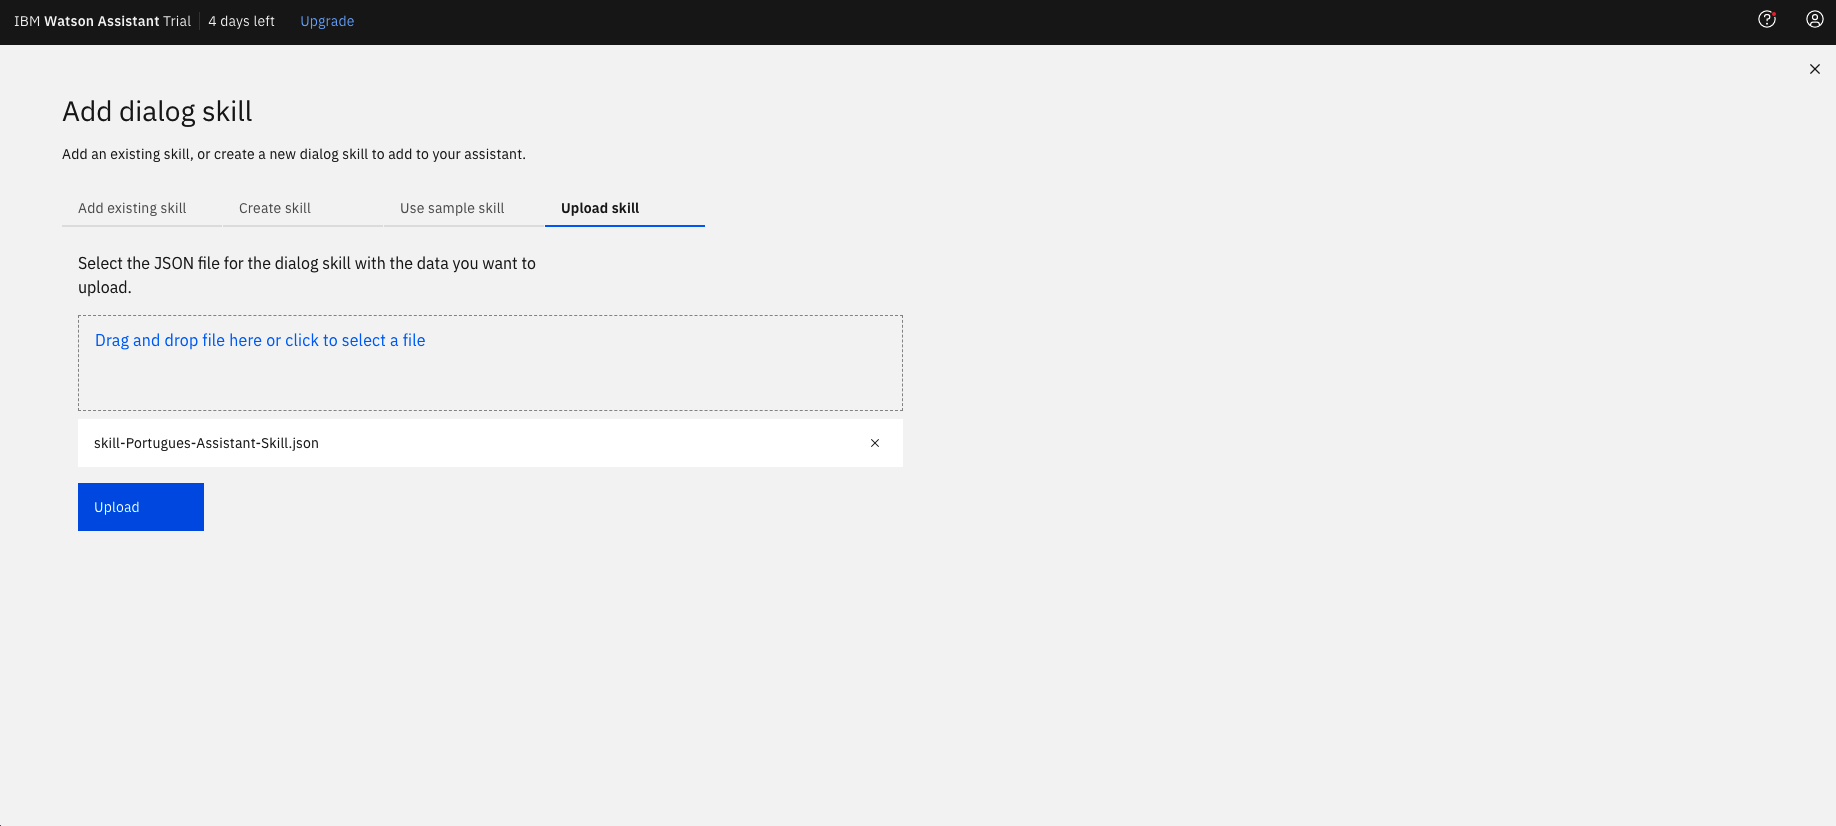 IBM Watson Assistant Trial 4 days left Upgrade
Add dialog skill
Add an existing skill, or create a new dialog skill to add to your assistant.
Add existing skill Create skill Use sample skill Upload skill
Select the JSON file for the dialog skill with the data you want to
upload.
Drag and drop file here or click to select a file
skill-Portugues-Assistant-Skill.json
Upload